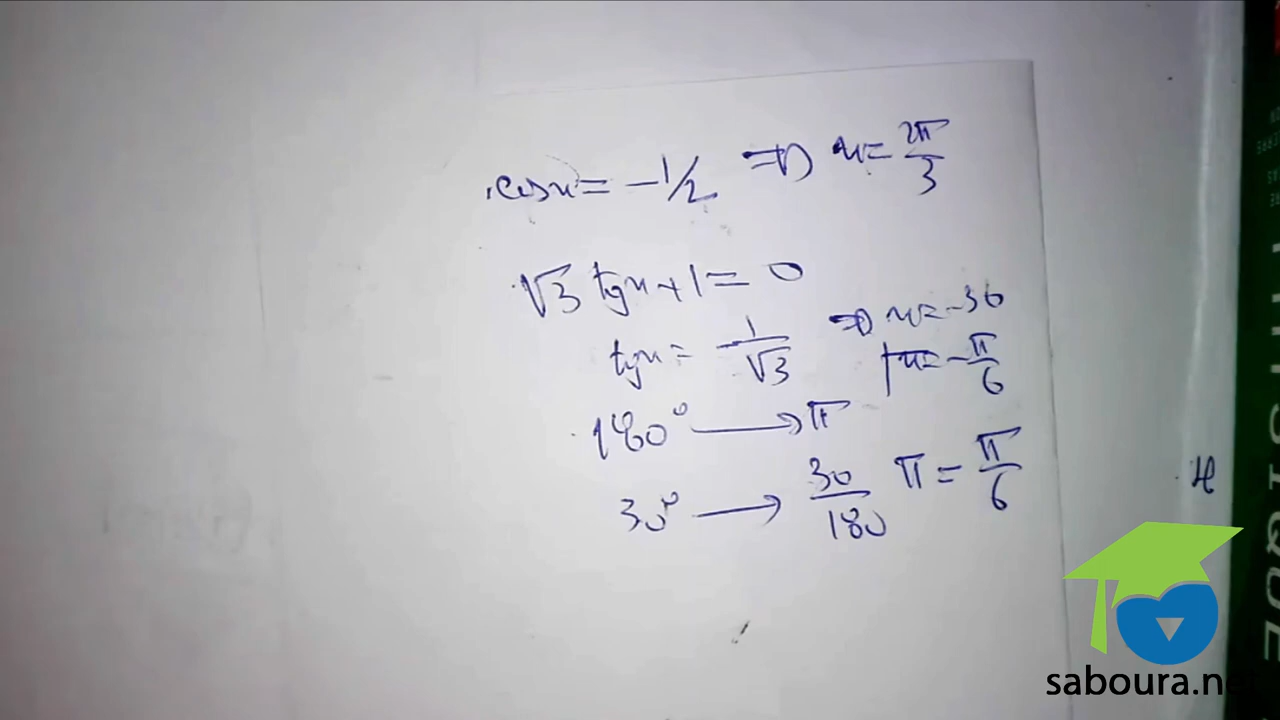 cos x = -1/2 ⇒ x = 2π/3
√3 tgx + 1 = 0
tgx = -1/√3 ⇒ x = -30
x = -π/6
180° → π
30° → 30/180 π = π/6
saboura.net